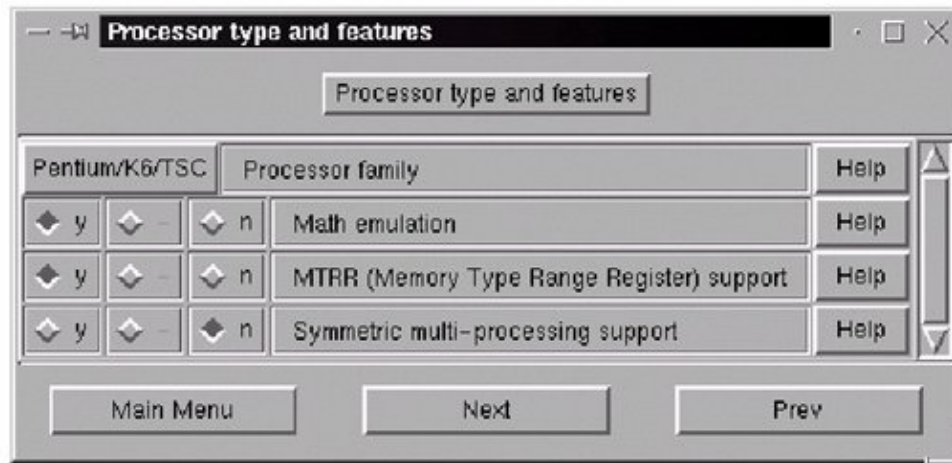 Processor type and features
Processor type and features
Pentium/K6/TSC Processor family Help
y - n Math emulation Help
y - n MTRR (Memory Type Range Register) support Help
y - n Symmetric multi-processing support Help
Main Menu Next Prev